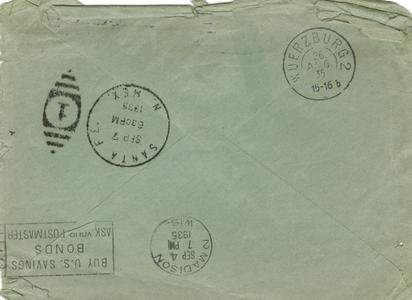 WUERZBURG 2
26
AUG
35
15-16 b
1
SANTA FE, 3
N. MEX.
SEP 7
6 30 PM
1935
2 MADISON
WIS.
SEP 4
7 PM
1935
BUY U.S. SAVINGS
BONDS
ASK YOUR POSTMASTER